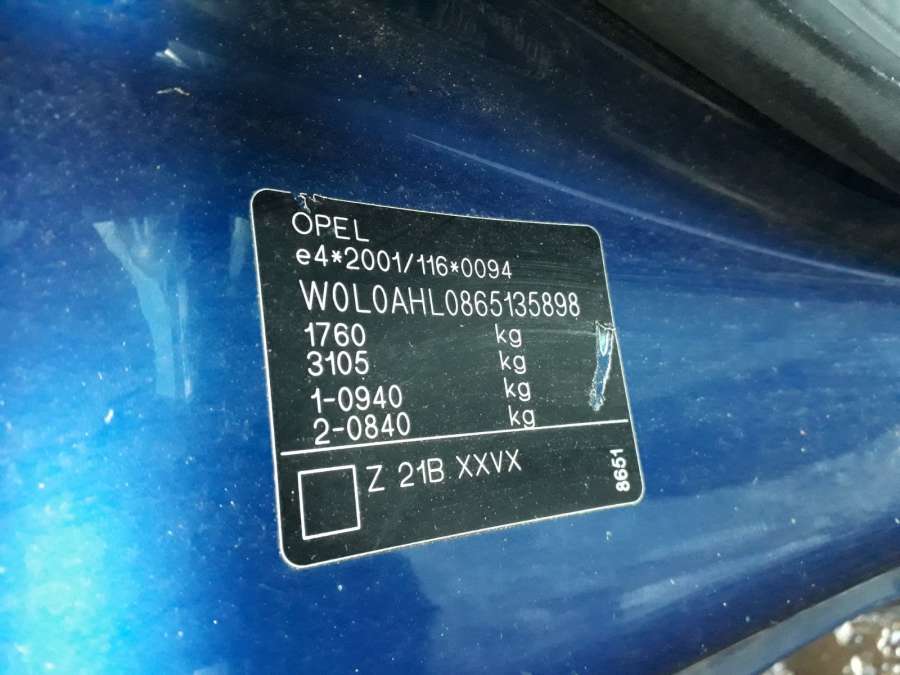 OPEL
e4*2001/116*0094
W0L0AHL0865135898
1760 kg
3105 kg
1-0940 kg
2-0840 kg
Z 21B XXVX
8651